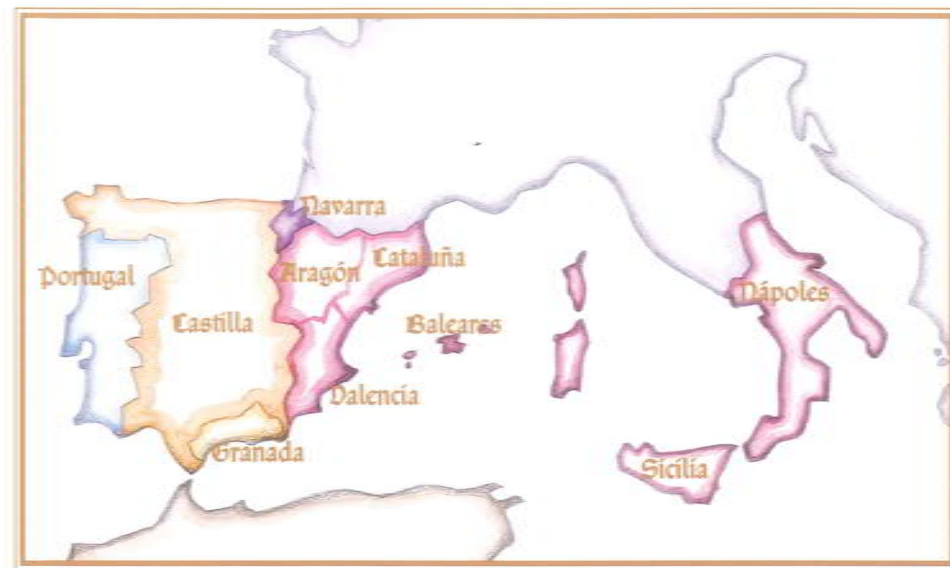 Navarra
Portugal
Aragón
Cataluña
Castilla
Baleares
Nápoles
Valencia
Granada
Sicilia